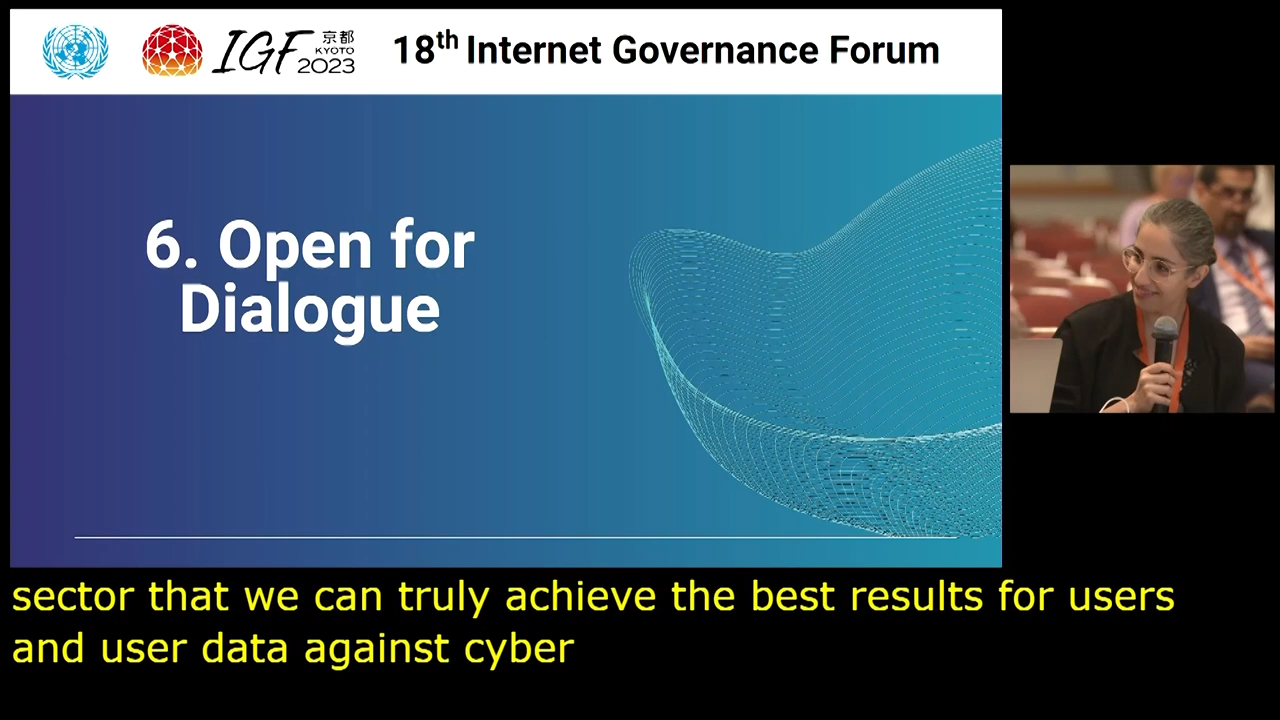 IGF 京都
KYOTO
2023
18th Internet Governance Forum
6. Open for
Dialogue
sector that we can truly achieve the best results for users
and user data against cyber